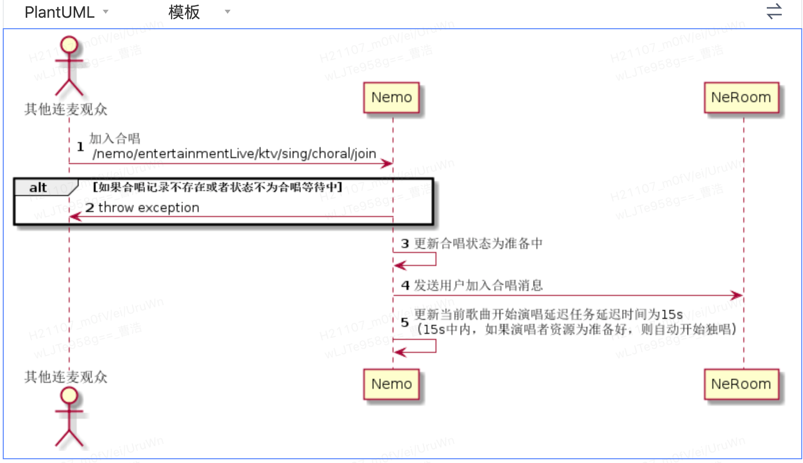 PlantUML
模板
其他连麦观众
Nemo
NeRoom
1 加入合唱
/nemo/entertainmentLive/ktv/sing/choral/join
alt [如果合唱记录不存在或者状态不为合唱等待中]
2 throw exception
3 更新合唱状态为准备中
4 发送用户加入合唱消息
5 更新当前歌曲开始演唱延迟任务延迟时间为15s
(15s中内，如果演唱者资源为准备好，则自动开始独唱)
其他连麦观众
Nemo
NeRoom